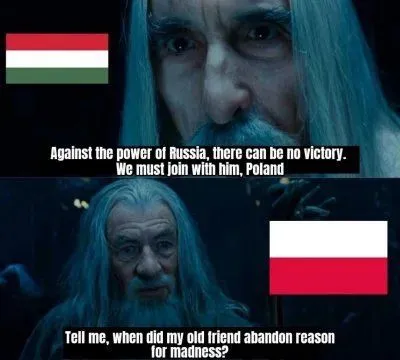 Against the power of Russia, there can be no victory.
We must join with him, Poland
Tell me, when did my old friend abandon reason
for madness?